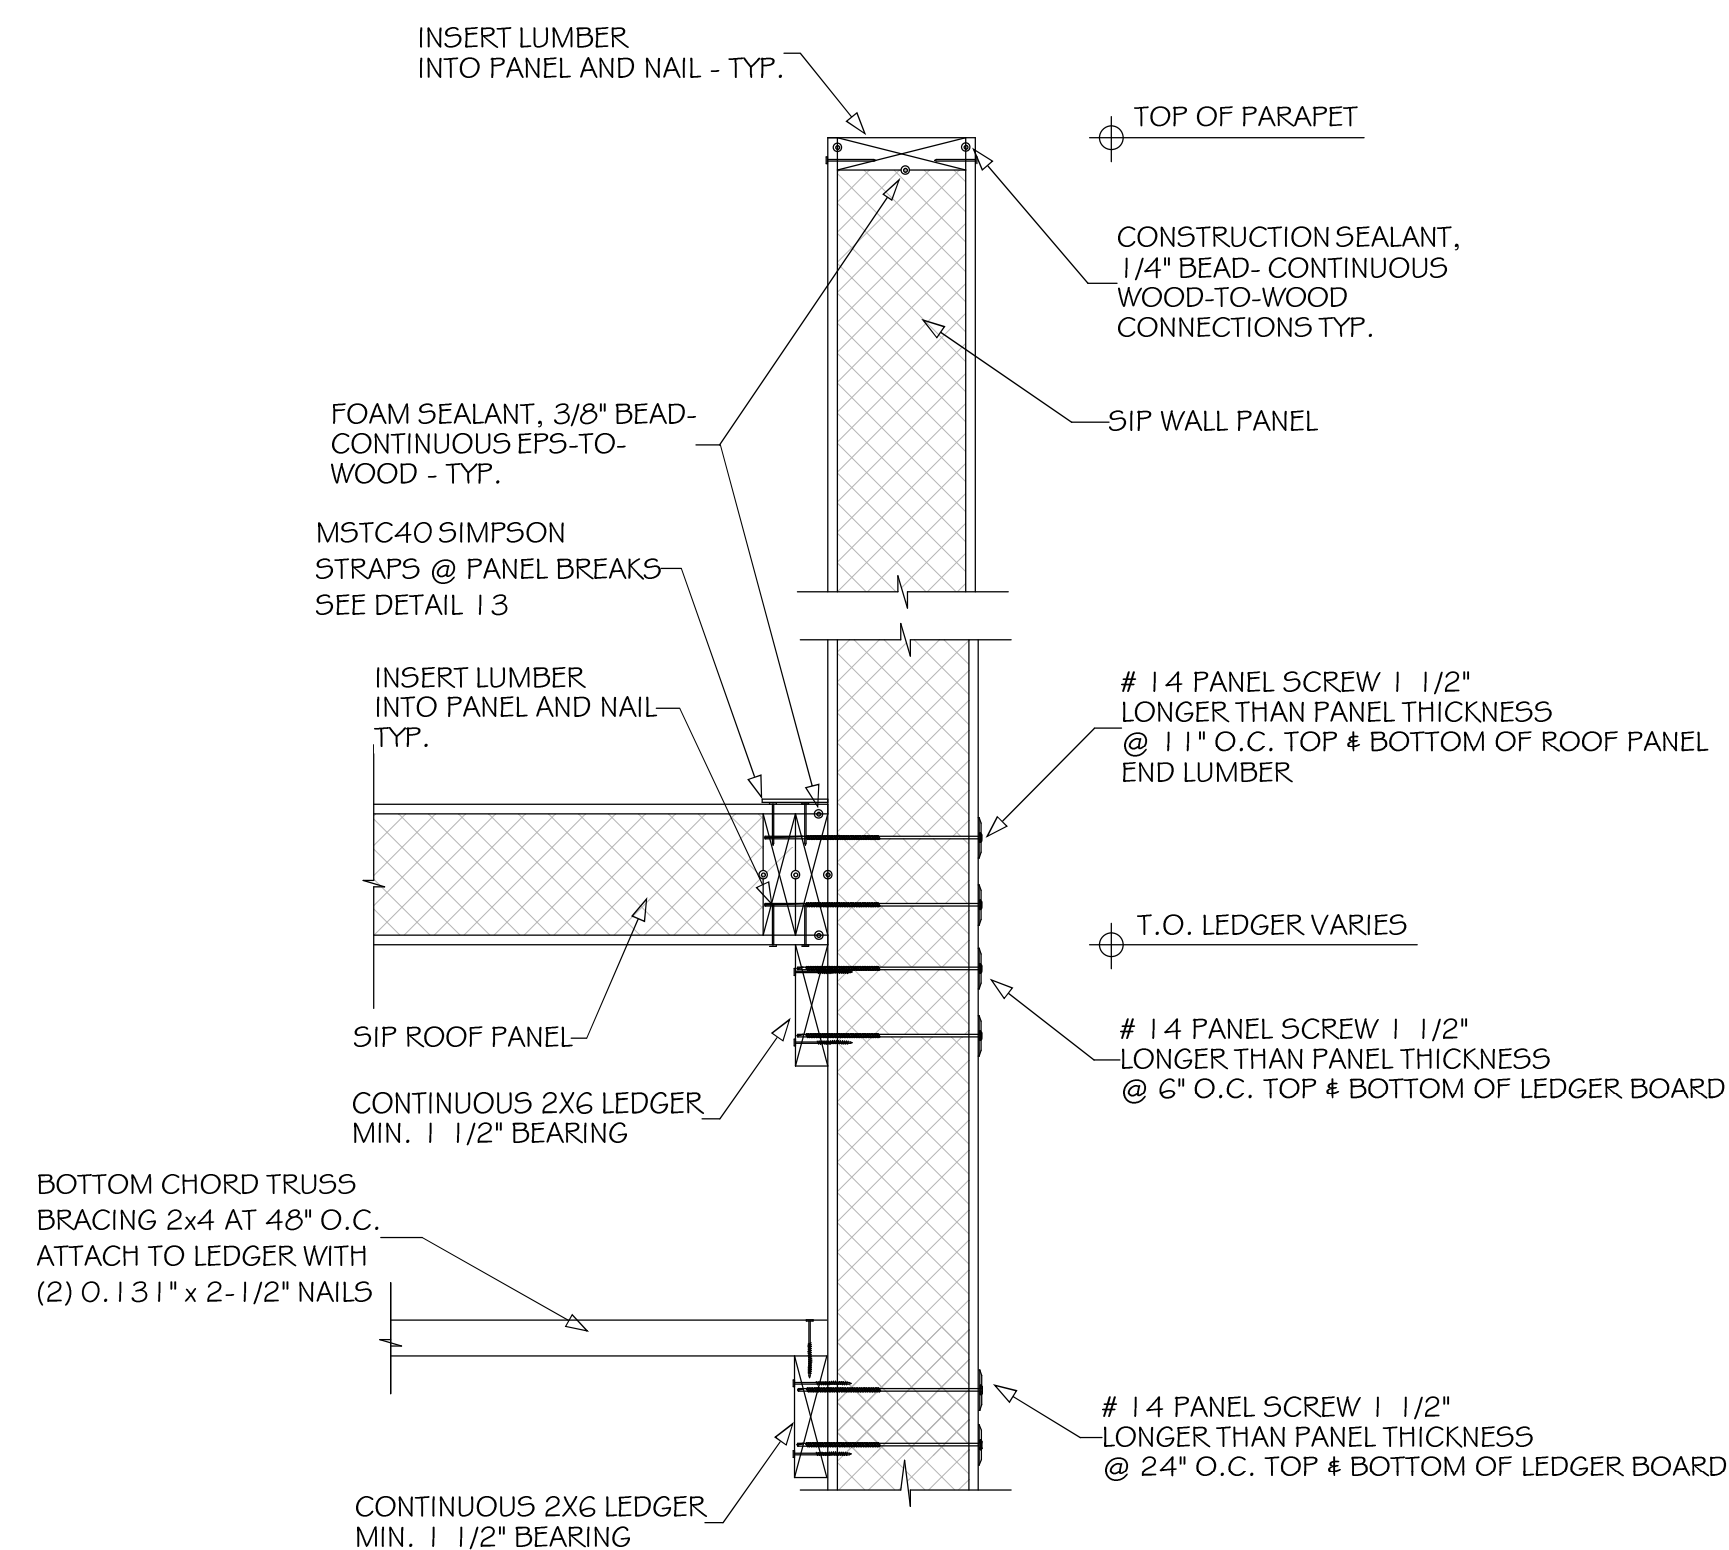 INSERT LUMBER
INTO PANEL AND NAIL - TYP.
TOP OF PARAPET
CONSTRUCTION SEALANT,
1/4" BEAD- CONTINUOUS
WOOD-TO-WOOD
CONNECTIONS TYP.
SIP WALL PANEL
FOAM SEALANT, 3/8" BEAD-
CONTINUOUS EPS-TO-
WOOD - TYP.
MSTC40 SIMPSON
STRAPS @ PANEL BREAKS
SEE DETAIL 13
INSERT LUMBER
INTO PANEL AND NAIL
TYP.
# 14 PANEL SCREW 1 1/2"
LONGER THAN PANEL THICKNESS
@ 11" O.C. TOP & BOTTOM OF ROOF PANEL
END LUMBER
T.O. LEDGER VARIES
SIP ROOF PANEL
# 14 PANEL SCREW 1 1/2"
LONGER THAN PANEL THICKNESS
@ 6" O.C. TOP & BOTTOM OF LEDGER BOARD
CONTINUOUS 2X6 LEDGER
MIN. 1 1/2" BEARING
BOTTOM CHORD TRUSS
BRACING 2x4 AT 48" O.C.
ATTACH TO LEDGER WITH
(2) 0.131" x 2-1/2" NAILS
# 14 PANEL SCREW 1 1/2"
LONGER THAN PANEL THICKNESS
@ 24" O.C. TOP & BOTTOM OF LEDGER BOARD
CONTINUOUS 2X6 LEDGER
MIN. 1 1/2" BEARING